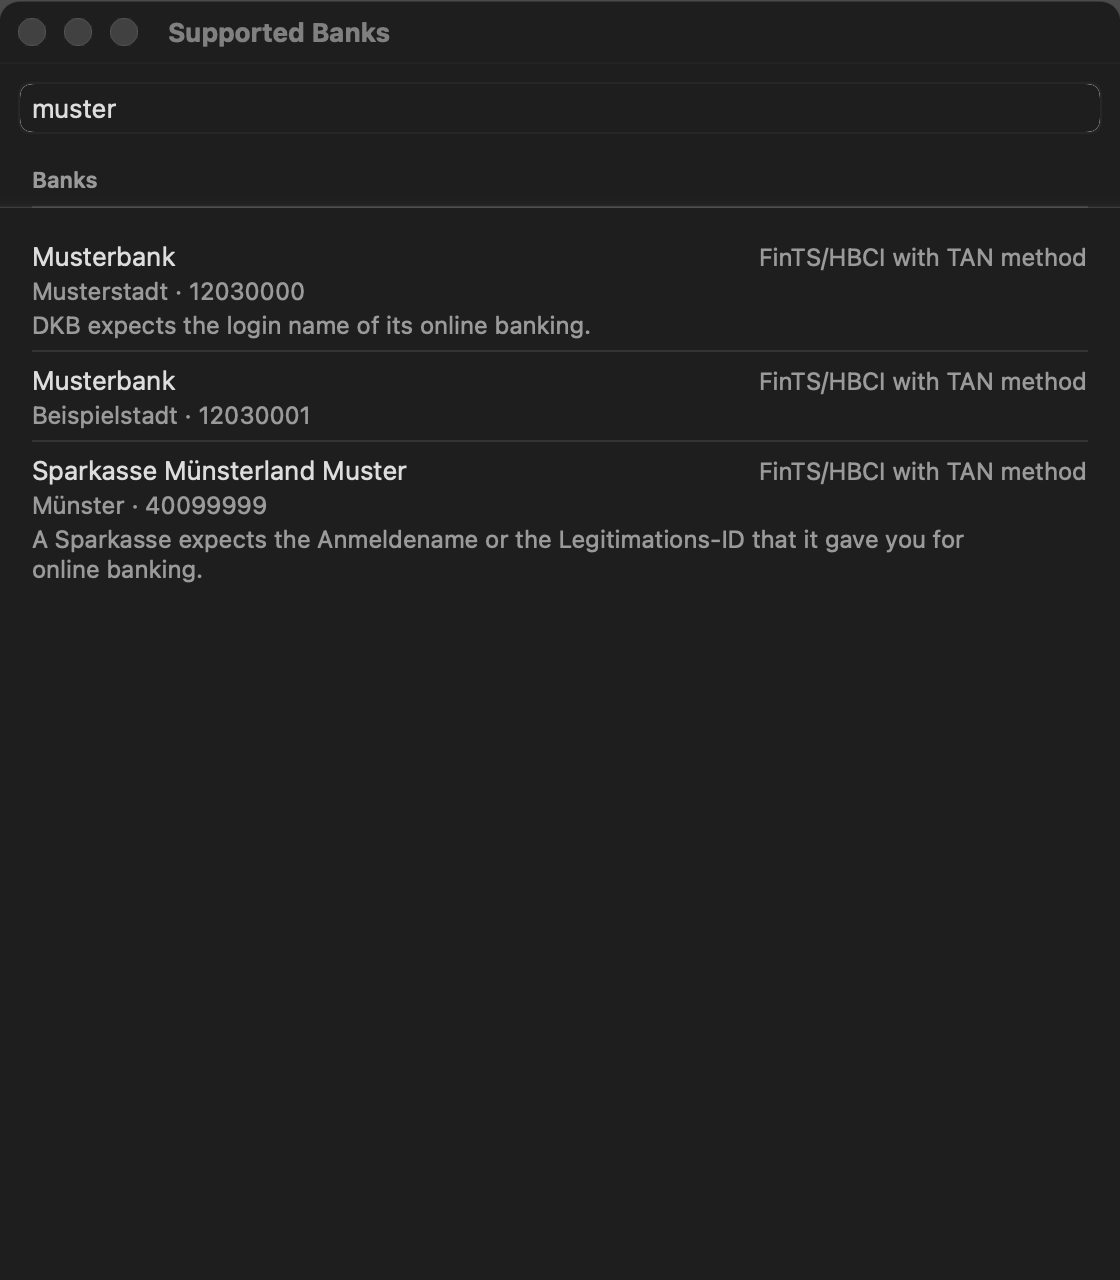 Supported Banks
muster
Banks
Musterbank FinTS/HBCI with TAN method
Musterstadt · 12030000
DKB expects the login name of its online banking.
Musterbank FinTS/HBCI with TAN method
Beispielstadt · 12030001
Sparkasse Münsterland Muster FinTS/HBCI with TAN method
Münster · 40099999
A Sparkasse expects the Anmeldename or the Legitimations-ID that it gave you for
online banking.